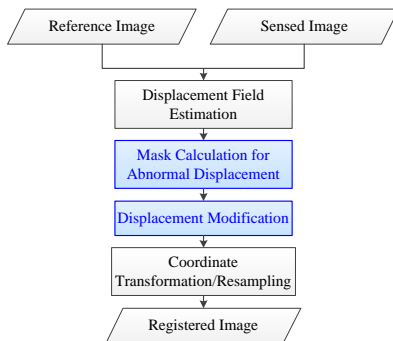 Reference Image
Sensed Image
Displacement Field
Estimation
Mask Calculation for
Abnormal Displacement
Displacement Modification
Coordinate
Transformation/Resampling
Registered Image